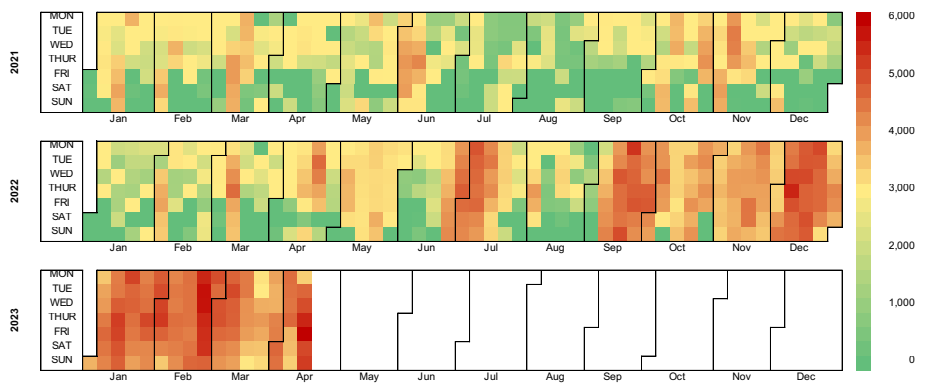 2021
MON
TUE
WED
THUR
FRI
SAT
SUN
Jan Feb Mar Apr May Jun Jul Aug Sep Oct Nov Dec
2022
MON
TUE
WED
THUR
FRI
SAT
SUN
Jan Feb Mar Apr May Jun Jul Aug Sep Oct Nov Dec
2023
MON
TUE
WED
THUR
FRI
SAT
SUN
Jan Feb Mar Apr May Jun Jul Aug Sep Oct Nov Dec
6,000
5,000
4,000
3,000
2,000
1,000
0